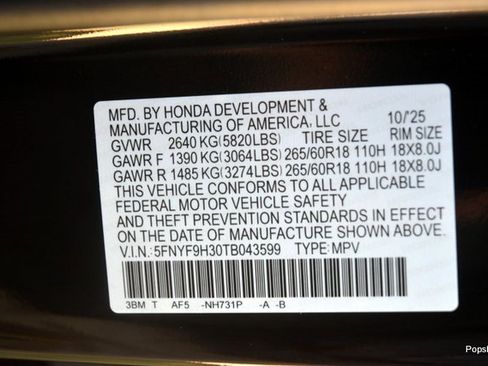 MFD. BY HONDA DEVELOPMENT &
MANUFACTURING OF AMERICA, LLC 10/'25
GVWR 2640 KG(5820LBS) TIRE SIZE RIM SIZE
GAWR F 1390 KG(3064LBS) 265/60R18 110H 18X8.0J
GAWR R 1485 KG(3274LBS) 265/60R18 110H 18X8.0J
THIS VEHICLE CONFORMS TO ALL APPLICABLE
FEDERAL MOTOR VEHICLE SAFETY
AND THEFT PREVENTION STANDARDS IN EFFECT
ON THE DATE OF MANUFACTURE SHOWN ABOVE.
V.I.N.: 5FNYF9H30TB043599 TYPE: MPV
3BM T AF5 -NH731P -A -B